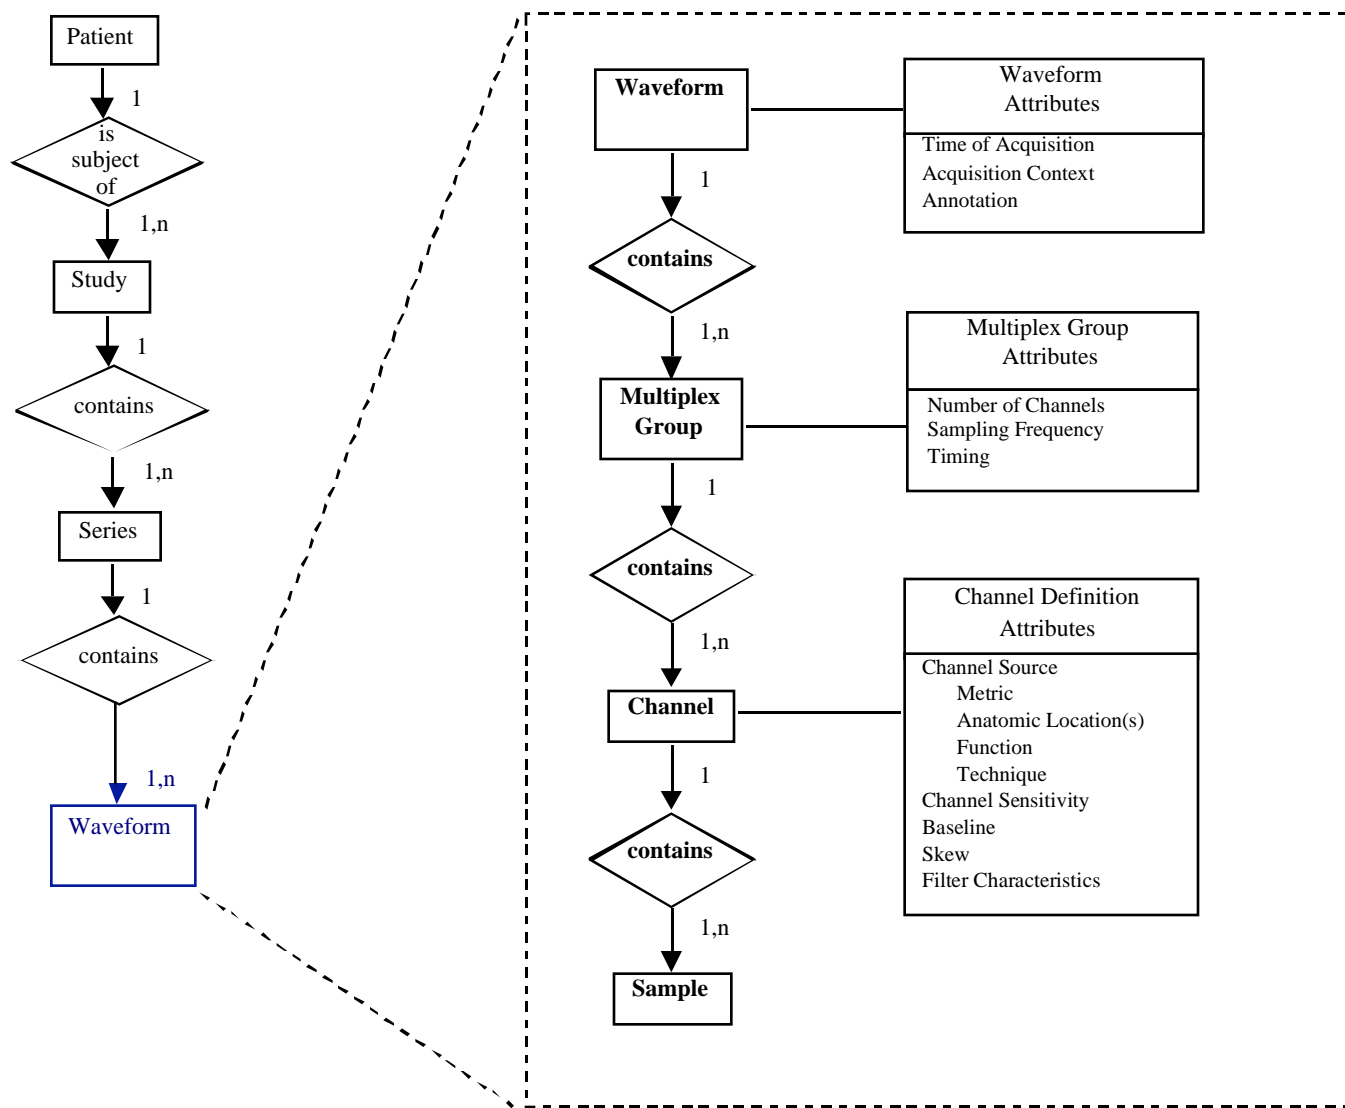 Patient
1
is
subject
of
1,n
Study
1
contains
1,n
Series
1
contains
1,n
Waveform
Waveform
1
contains
1,n
Multiplex
Group
1
contains
1,n
Channel
1
contains
1,n
Sample
Waveform
Attributes
Time of Acquisition
Acquisition Context
Annotation
Multiplex Group
Attributes
Number of Channels
Sampling Frequency
Timing
Channel Definition
Attributes
Channel Source
Metric
Anatomic Location(s)
Function
Technique
Channel Sensitivity
Baseline
Skew
Filter Characteristics